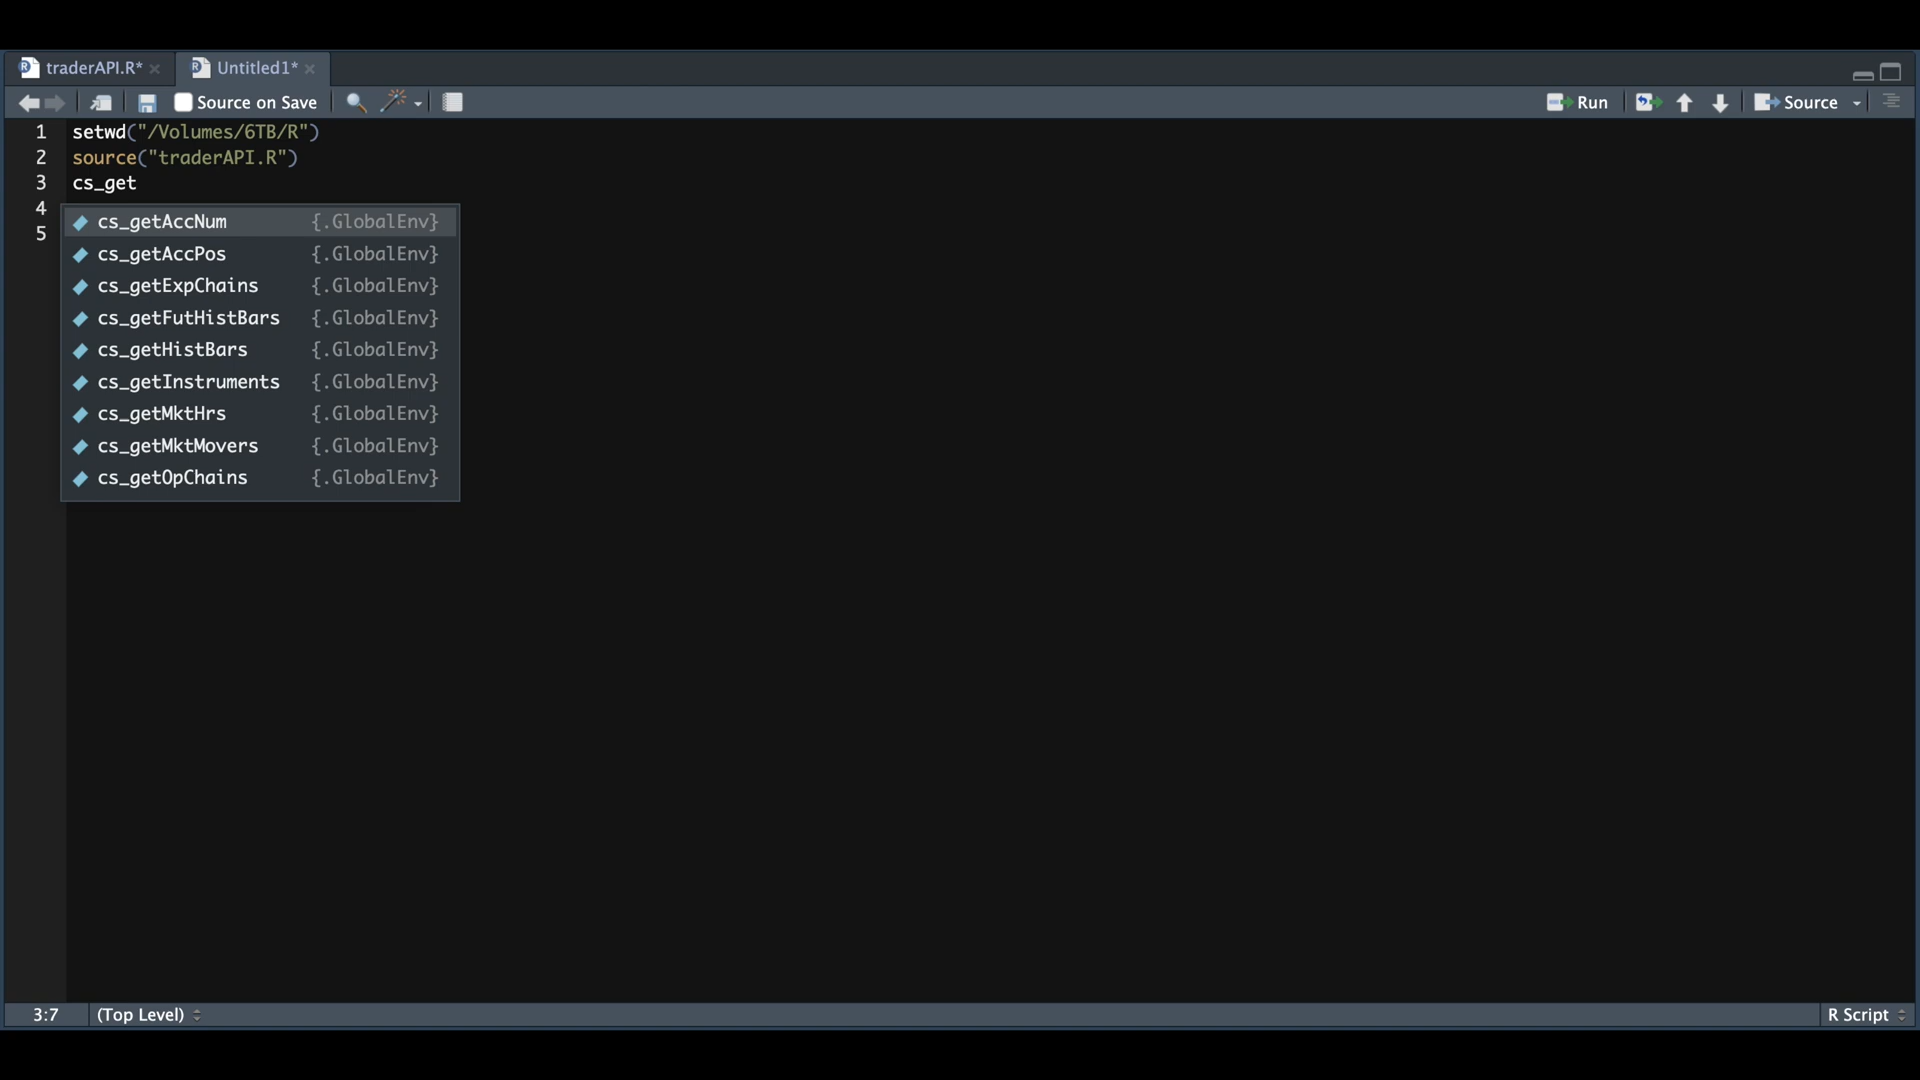 traderAPI.R* Untitled1*
Source on Save Run Source
1 setwd("/Volumes/6TB/R")
2 source("traderAPI.R")
3 cs_get
4
5
cs_getAccNum {.GlobalEnv}
cs_getAccPos {.GlobalEnv}
cs_getExpChains {.GlobalEnv}
cs_getFutHistBars {.GlobalEnv}
cs_getHistBars {.GlobalEnv}
cs_getInstruments {.GlobalEnv}
cs_getMktHrs {.GlobalEnv}
cs_getMktMovers {.GlobalEnv}
cs_getOpChains {.GlobalEnv}
3:7 (Top Level) R Script